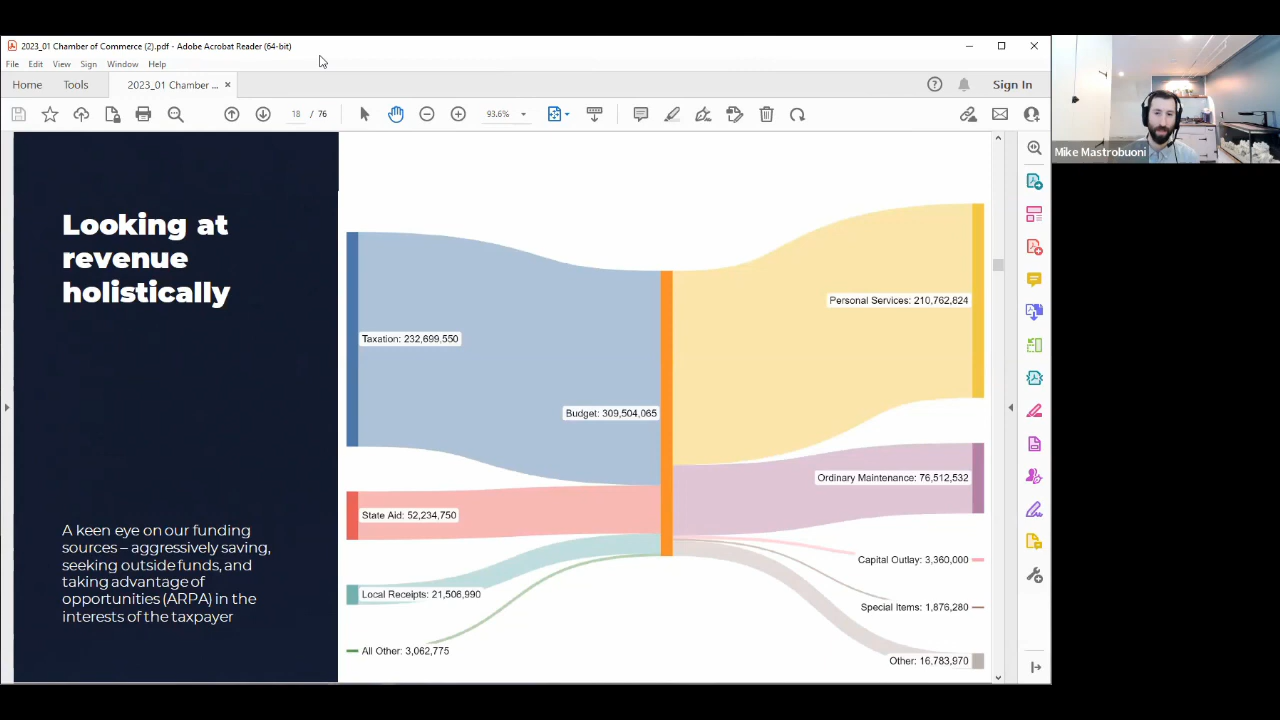 2023_01 Chamber of Commerce (2).pdf - Adobe Acrobat Reader (64-bit)
File Edit View Sign Window Help
Home Tools 2023_01 Chamber ... Sign In
18 / 76 93.6%
Mike Mastrobuoni
Looking at
revenue
holistically
A keen eye on our funding
sources – aggressively saving,
seeking outside funds, and
taking advantage of
opportunities (ARPA) in the
interests of the taxpayer
Taxation: 232,699,550
State Aid: 52,234,750
Local Receipts: 21,506,990
All Other: 3,062,775
Budget: 309,504,065
Personal Services: 210,762,824
Ordinary Maintenance: 76,512,532
Capital Outlay: 3,360,000
Special Items: 1,876,280
Other: 16,783,970